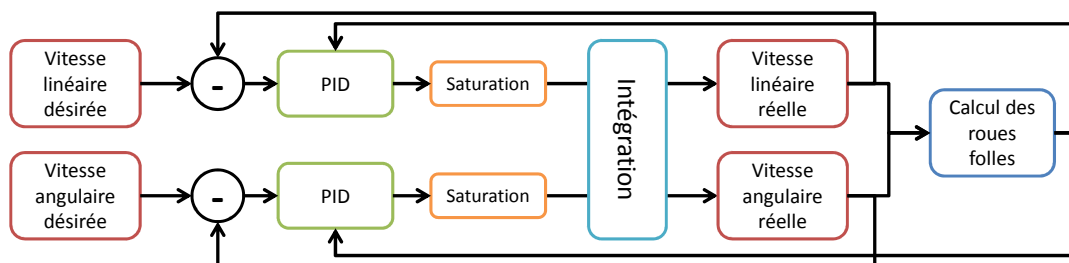 Vitesse
linéaire
désirée
-
PID
Saturation
Intégration
Vitesse
linéaire
réelle
Calcul des
roues
folles
Vitesse
angulaire
désirée
-
PID
Saturation
Vitesse
angulaire
réelle